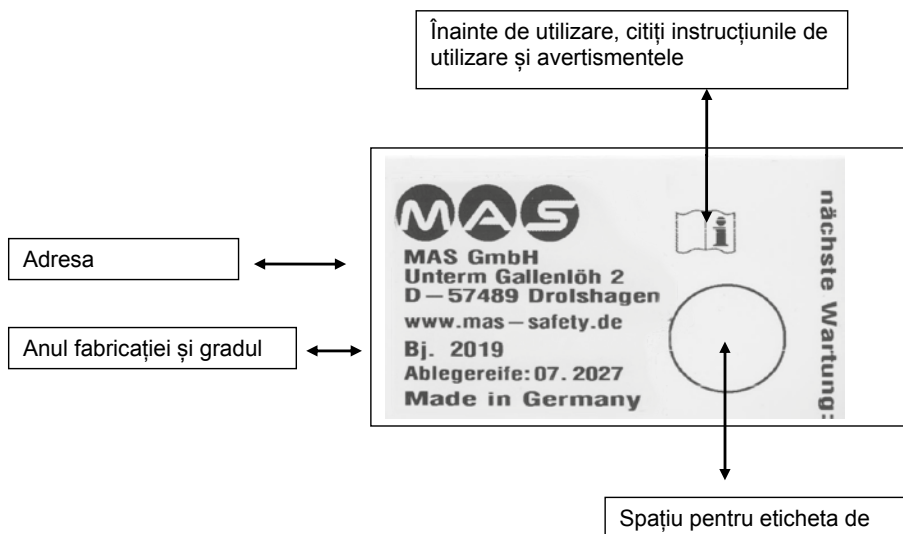 Înainte de utilizare, citiți instrucțiunile de
utilizare și avertismentele
MAS
MAS GmbH
Unterm Gallenlöh 2
D – 57489 Drolshagen
www.mas – safety.de
Bj. 2019
Ablegereife: 07. 2027
Made in Germany
nächste Wartung:
Adresa
Anul fabricației și gradul
Spațiu pentru eticheta de